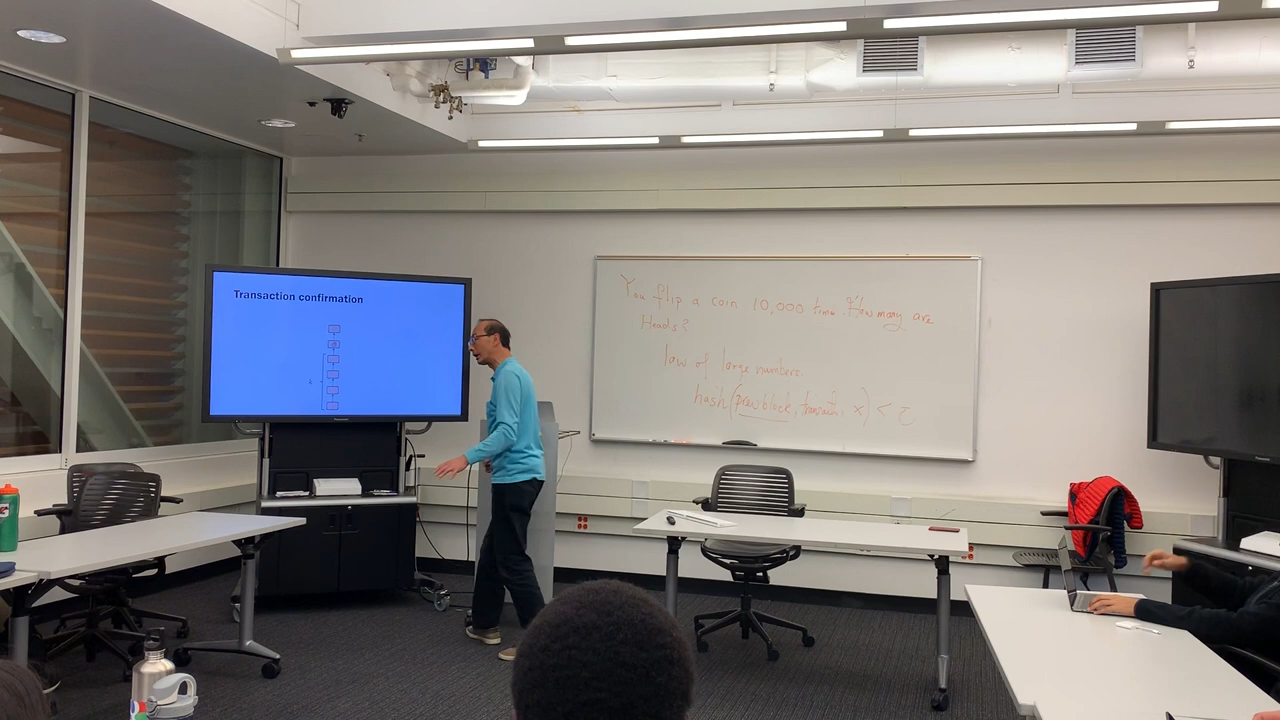 Transaction confirmation
You flip a coin 10,000 time. How many are
Heads?
law of large numbers
hash(prev block, x) < τ